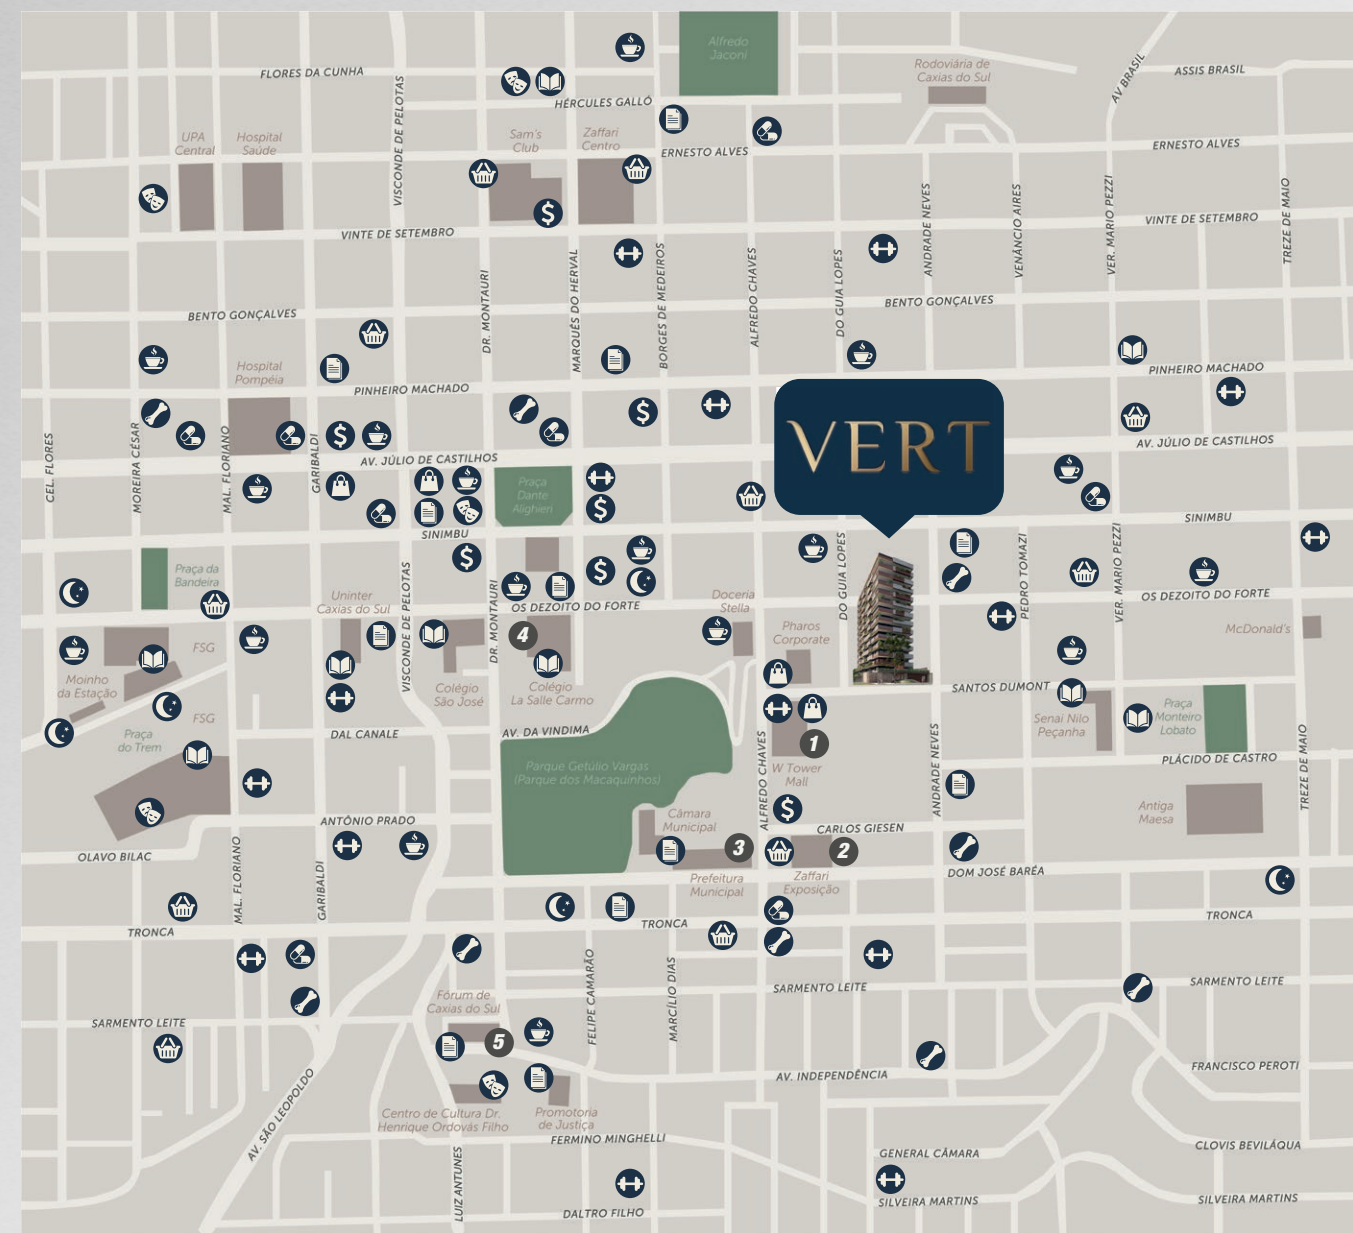 Alfredo
Jaconi
Rodoviária de
Caxias do Sul
AV BRASIL
ASSIS BRASIL
FLORES DA CUNHA
VISCONDE DE PELOTAS
HÉRCULES GALLÓ
UPA
Central
Hospital
Saúde
Sam's
Club
Zaffari
Centro
ERNESTO ALVES
ERNESTO ALVES
ANDRADE NEVES
VENÂNCIO AIRES
VER. MARIO PEZZI
TREZE DE MAIO
VINTE DE SETEMBRO
VINTE DE SETEMBRO
DR. MONTAURI
MARQUÊS DO HERVAL
BORGES DE MEDEIROS
ALFREDO CHAVES
DO GUIA LOPES
BENTO GONÇALVES
BENTO GONÇALVES
Hospital
Pompéia
PINHEIRO MACHADO
PINHEIRO MACHADO
VERT
CEL. FLORES
MOREIRA CÉSAR
MAL. FLORIANO
GARIBALDI
AV. JÚLIO DE CASTILHOS
AV. JÚLIO DE CASTILHOS
Praça
Dante
Alighieri
SINIMBU
SINIMBU
Praça da
Bandeira
Uninter
Caxias do Sul
VISCONDE DE PELOTAS
DR. MONTAURI
OS DEZOITO DO FORTE
Doceria
Stella
DO GUIA LOPES
PEDRO TOMAZI
VER. MARIO PEZZI
OS DEZOITO DO FORTE
FSG
4
Pharos
Corporate
McDonald's
Moinho
da Estação
Colégio
São José
Colégio
La Salle Carmo
SANTOS DUMONT
FSG
Praça
do Trem
DAL CANALE
AV. DA VINDIMA
Senai Nilo
Peçanha
Praça
Monteiro
Lobato
1
Parque Getúlio Vargas
(Parque dos Macaquinhos)
ALFREDO CHAVES
W Tower
Mall
ANDRADE NEVES
PLÁCIDO DE CASTRO
TREZE DE MAIO
ANTÔNIO PRADO
Câmara
Municipal
CARLOS GIESEN
Antiga
Maesa
OLAVO BILAC
3
2
Prefeitura
Municipal
Zaffari
Exposição
DOM JOSÉ BARÉA
MAL. FLORIANO
GARIBALDI
TRONCA
TRONCA
TRONCA
FELIPE CAMARÃO
MARCÍLIO DIAS
SARMENTO LEITE
SARMENTO LEITE
Fórum de
Caxias do Sul
SARMENTO LEITE
5
AV. INDEPENDÊNCIA
FRANCISCO PEROTI
AV. SÃO LEOPOLDO
Centro de Cultura Dr.
Henrique Ordovás Filho
Promotoria
de Justiça
FERMINO MINGHELLI
GENERAL CÂMARA
CLOVIS BEVILÁQUA
LUIZ ANTUNES
DALTRO FILHO
SILVEIRA MARTINS
SILVEIRA MARTINS